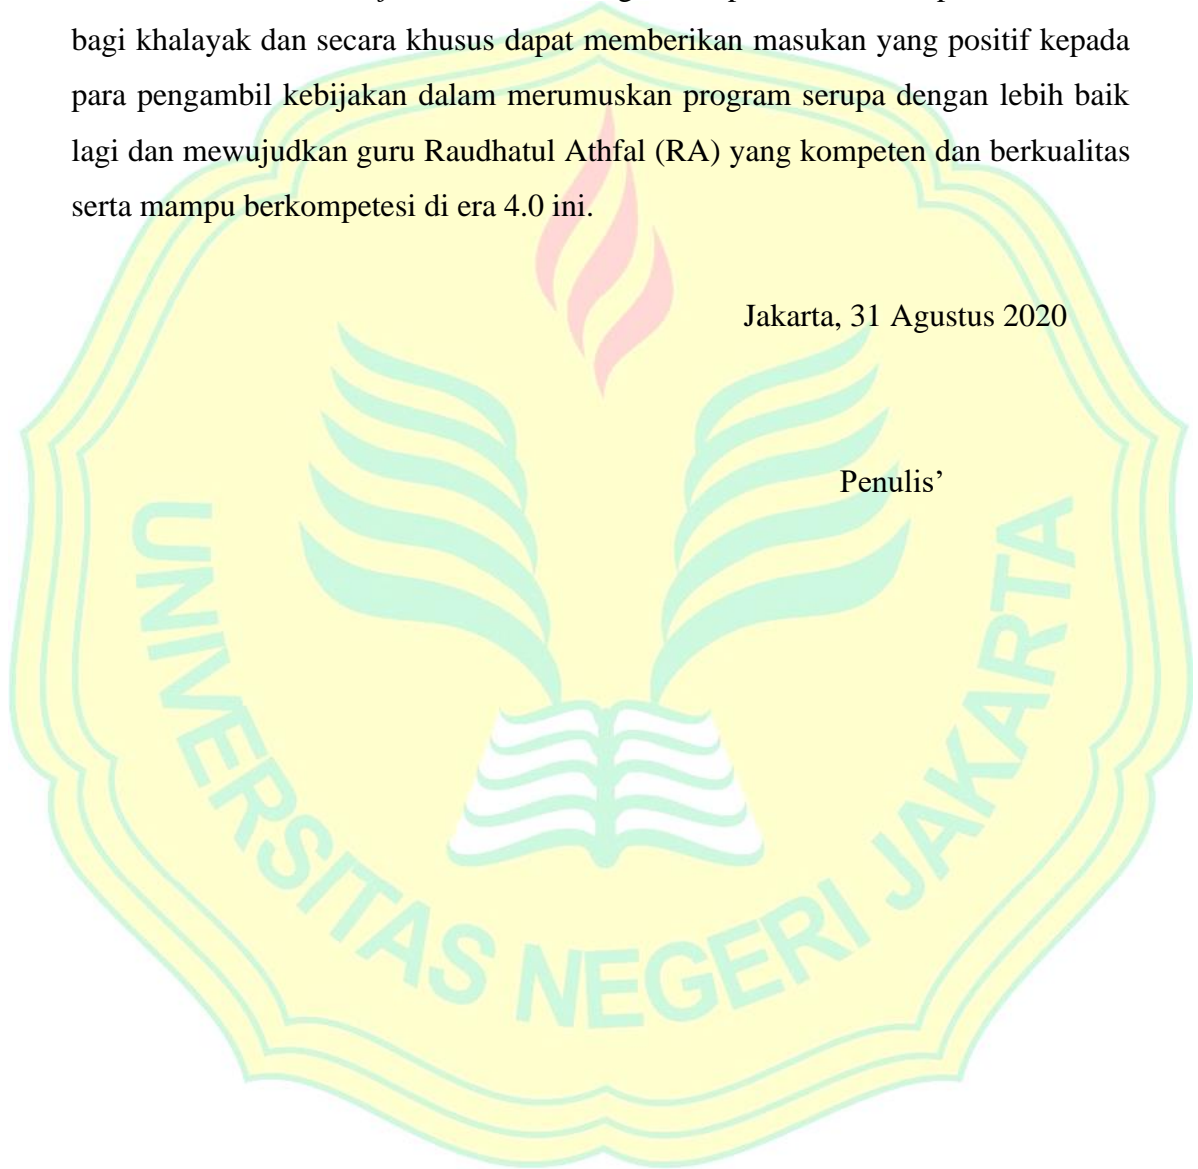 bagi khalayak dan secara khusus dapat memberikan masukan yang positif kepada
para pengambil kebijakan dalam merumuskan program serupa dengan lebih baik
lagi dan mewujudkan guru Raudhatul Athfal (RA) yang kompeten dan berkualitas
serta mampu berkompetesi di era 4.0 ini.
Jakarta, 31 Agustus 2020
Penulis’
UNIVERSITAS NEGERI JAKARTA